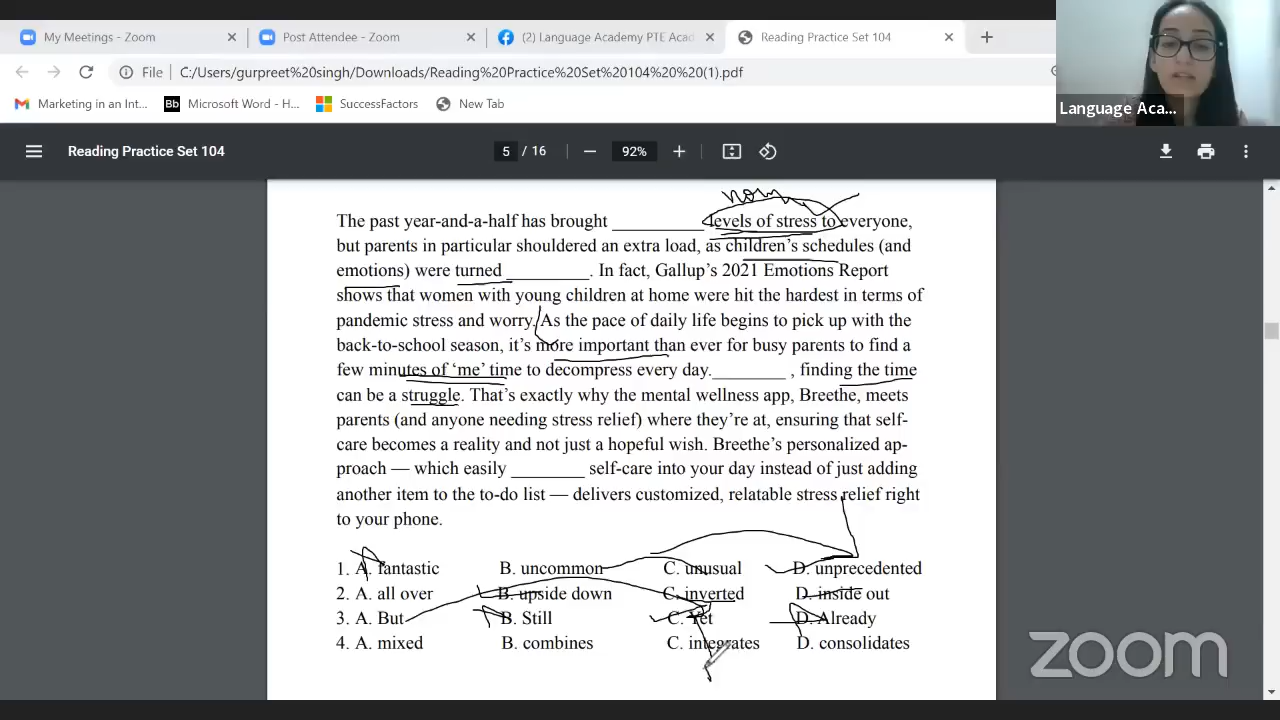 My Meetings - Zoom
Post Attendee - Zoom
(2) Language Academy PTE Acad
Reading Practice Set 104
File C:/Users/gurpreet%20singh/Downloads/Reading%20Practice%20Set%20104%20%20(1).pdf
Marketing in an Int...
Bb Microsoft Word - H...
SuccessFactors
New Tab
Language Aca...
Reading Practice Set 104
5 / 16
92%
The past year-and-a-half has brought _________ levels of stress to everyone,
but parents in particular shouldered an extra load, as children's schedules (and
emotions) were turned _________. In fact, Gallup's 2021 Emotions Report
shows that women with young children at home were hit the hardest in terms of
pandemic stress and worry. As the pace of daily life begins to pick up with the
back-to-school season, it's more important than ever for busy parents to find a
few minutes of 'me' time to decompress every day.________ , finding the time
can be a struggle. That's exactly why the mental wellness app, Breethe, meets
parents (and anyone needing stress relief) where they're at, ensuring that self-
care becomes a reality and not just a hopeful wish. Breethe's personalized ap-
proach — which easily ________ self-care into your day instead of just adding
another item to the to-do list — delivers customized, relatable stress relief right
to your phone.
1. A. fantastic B. uncommon C. unusual D. unprecedented
2. A. all over B. upside down C. inverted D. inside out
3. A. But B. Still C. Yet D. Already
4. A. mixed B. combines C. integrates D. consolidates
zoom